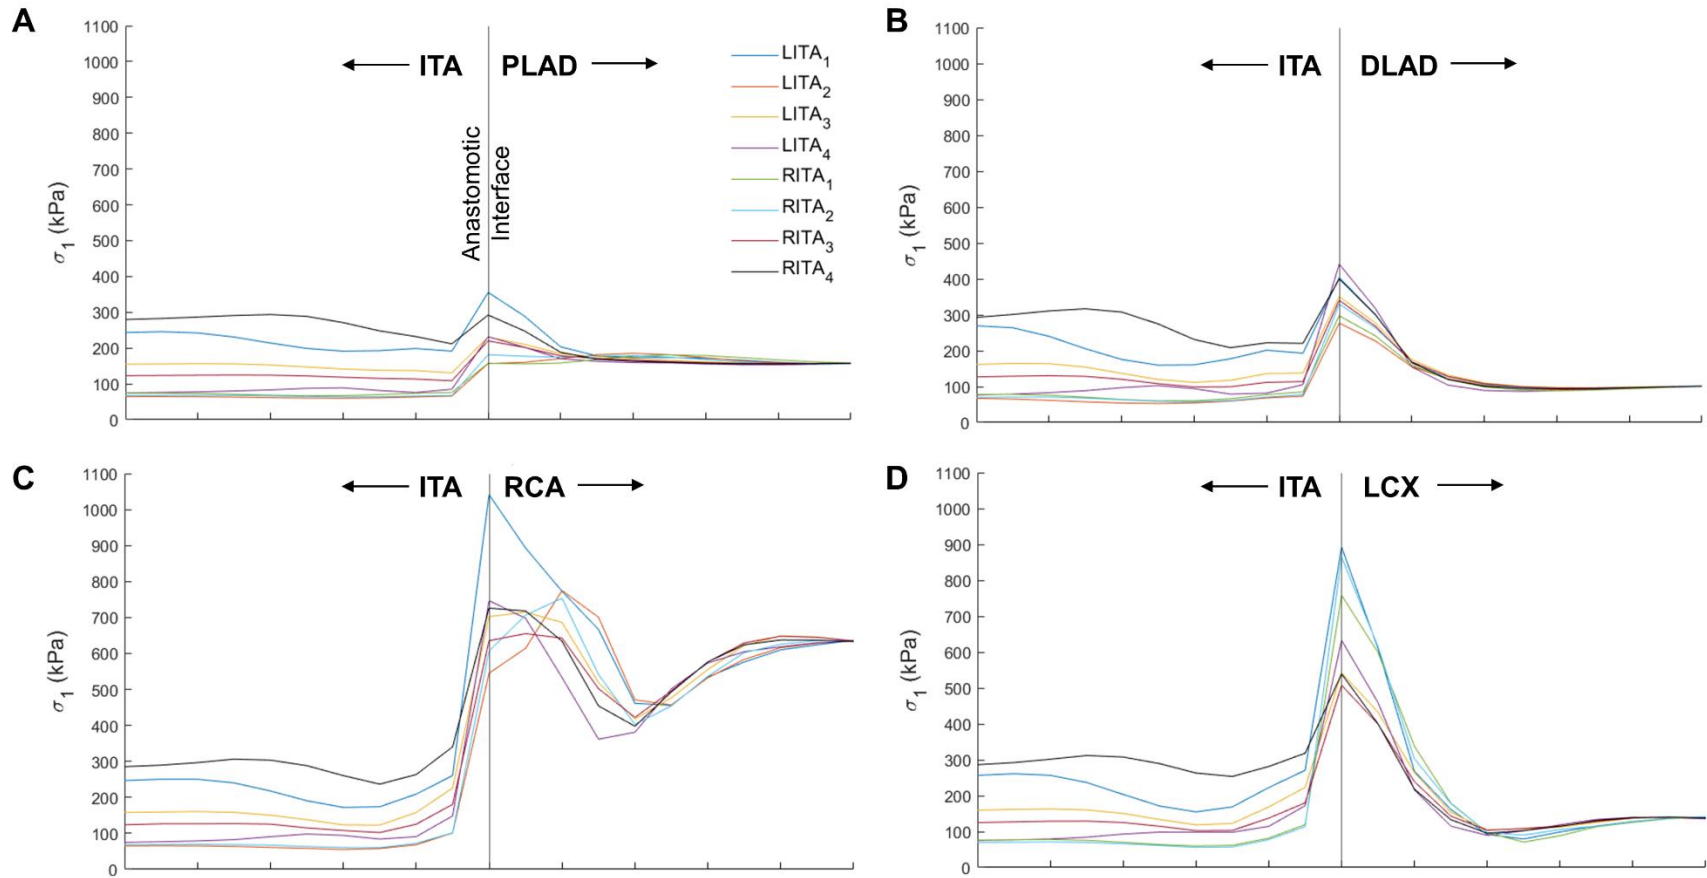 A
1100
1000
900
800
700
600
500
400
300
200
100
0
σ1 (kPa)
ITA PLAD
Anastomotic
Interface
LITA1
LITA2
LITA3
LITA4
RITA1
RITA2
RITA3
RITA4
B
1100
1000
900
800
700
600
500
400
300
200
100
0
σ1 (kPa)
ITA DLAD
C
1100
1000
900
800
700
600
500
400
300
200
100
0
σ1 (kPa)
ITA RCA
D
1100
1000
900
800
700
600
500
400
300
200
100
0
σ1 (kPa)
ITA LCX